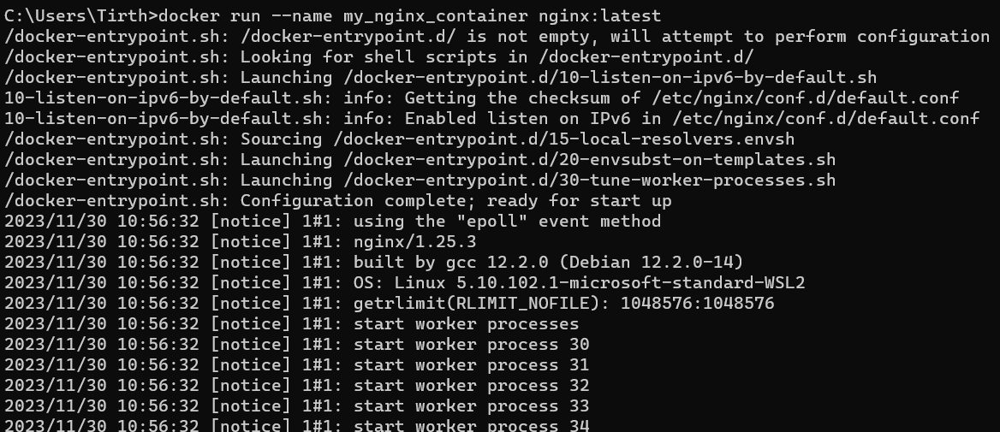 C:\Users\Tirth>docker run --name my_nginx_container nginx:latest
/docker-entrypoint.sh: /docker-entrypoint.d/ is not empty, will attempt to perform configuration
/docker-entrypoint.sh: Looking for shell scripts in /docker-entrypoint.d/
/docker-entrypoint.sh: Launching /docker-entrypoint.d/10-listen-on-ipv6-by-default.sh
10-listen-on-ipv6-by-default.sh: info: Getting the checksum of /etc/nginx/conf.d/default.conf
10-listen-on-ipv6-by-default.sh: info: Enabled listen on IPv6 in /etc/nginx/conf.d/default.conf
/docker-entrypoint.sh: Sourcing /docker-entrypoint.d/15-local-resolvers.envsh
/docker-entrypoint.sh: Launching /docker-entrypoint.d/20-envsubst-on-templates.sh
/docker-entrypoint.sh: Launching /docker-entrypoint.d/30-tune-worker-processes.sh
/docker-entrypoint.sh: Configuration complete; ready for start up
2023/11/30 10:56:32 [notice] 1#1: using the "epoll" event method
2023/11/30 10:56:32 [notice] 1#1: nginx/1.25.3
2023/11/30 10:56:32 [notice] 1#1: built by gcc 12.2.0 (Debian 12.2.0-14)
2023/11/30 10:56:32 [notice] 1#1: OS: Linux 5.10.102.1-microsoft-standard-WSL2
2023/11/30 10:56:32 [notice] 1#1: getrlimit(RLIMIT_NOFILE): 1048576:1048576
2023/11/30 10:56:32 [notice] 1#1: start worker processes
2023/11/30 10:56:32 [notice] 1#1: start worker process 30
2023/11/30 10:56:32 [notice] 1#1: start worker process 31
2023/11/30 10:56:32 [notice] 1#1: start worker process 32
2023/11/30 10:56:32 [notice] 1#1: start worker process 33
2023/11/30 10:56:32 [notice] 1#1: start worker process 34